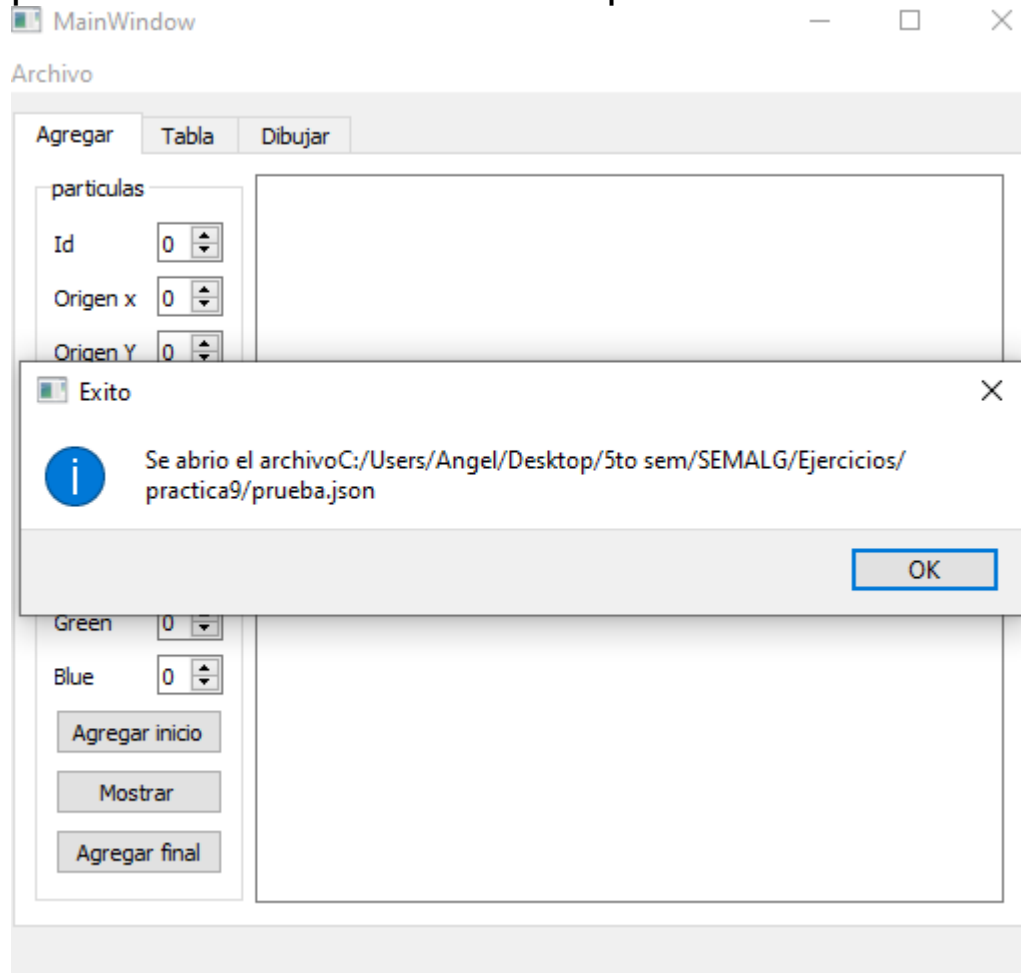 MainWindow
Archivo
Agregar Tabla Dibujar
particulas
Id 0
Origen x 0
Origen Y 0
Exito
Se abrio el archivoC:/Users/Angel/Desktop/5to sem/SEMALG/Ejercicios/
practica9/prueba.json
OK
Green 0
Blue 0
Agregar inicio
Mostrar
Agregar final